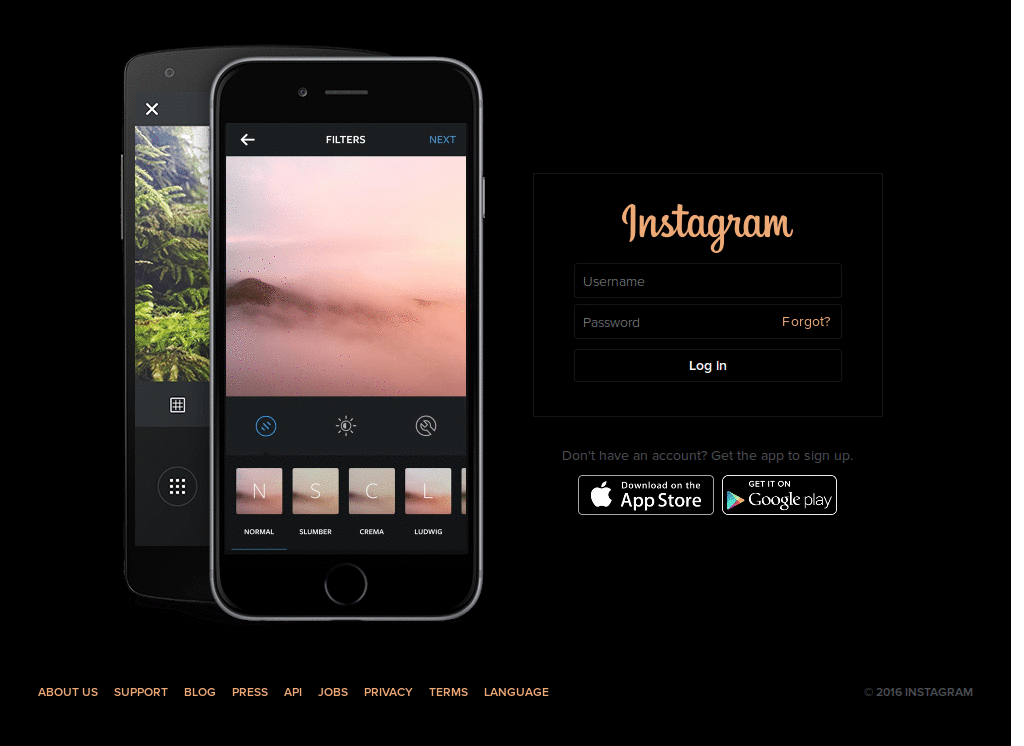 FILTERS
NEXT
N
S
C
L
NORMAL
SLUMBER
CREMA
LUDWIG
Instagram
Username
Password
Forgot?
Log In
Don't have an account? Get the app to sign up.
Download on the
App Store
GET IT ON
Google play
ABOUT US SUPPORT BLOG PRESS API JOBS PRIVACY TERMS LANGUAGE
© 2016 INSTAGRAM